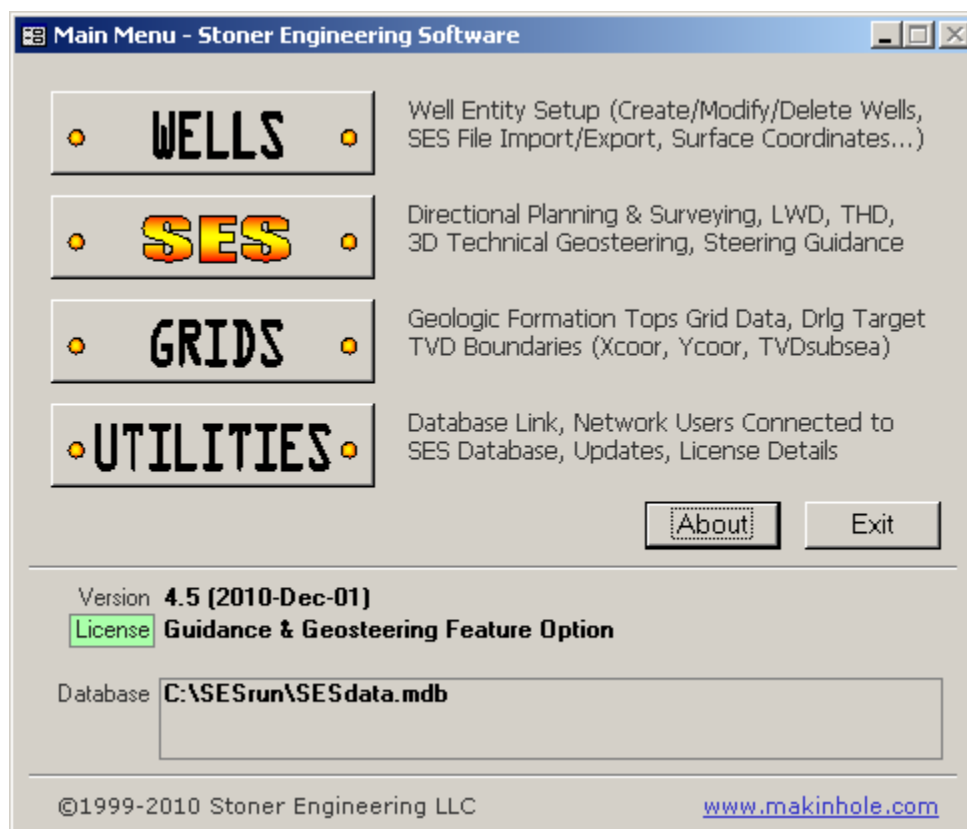 Main Menu - Stoner Engineering Software
WELLS
Well Entity Setup (Create/Modify/Delete Wells,
SES File Import/Export, Surface Coordinates...)
SES
Directional Planning & Surveying, LWD, THD,
3D Technical Geosteering, Steering Guidance
GRIDS
Geologic Formation Tops Grid Data, Drlg Target
TVD Boundaries (Xcoor, Ycoor, TVDsubsea)
UTILITIES
Database Link, Network Users Connected to
SES Database, Updates, License Details
About Exit
Version 4.5 (2010-Dec-01)
License Guidance & Geosteering Feature Option
Database C:\SESrun\SESdata.mdb
©1999-2010 Stoner Engineering LLC www.makinhole.com